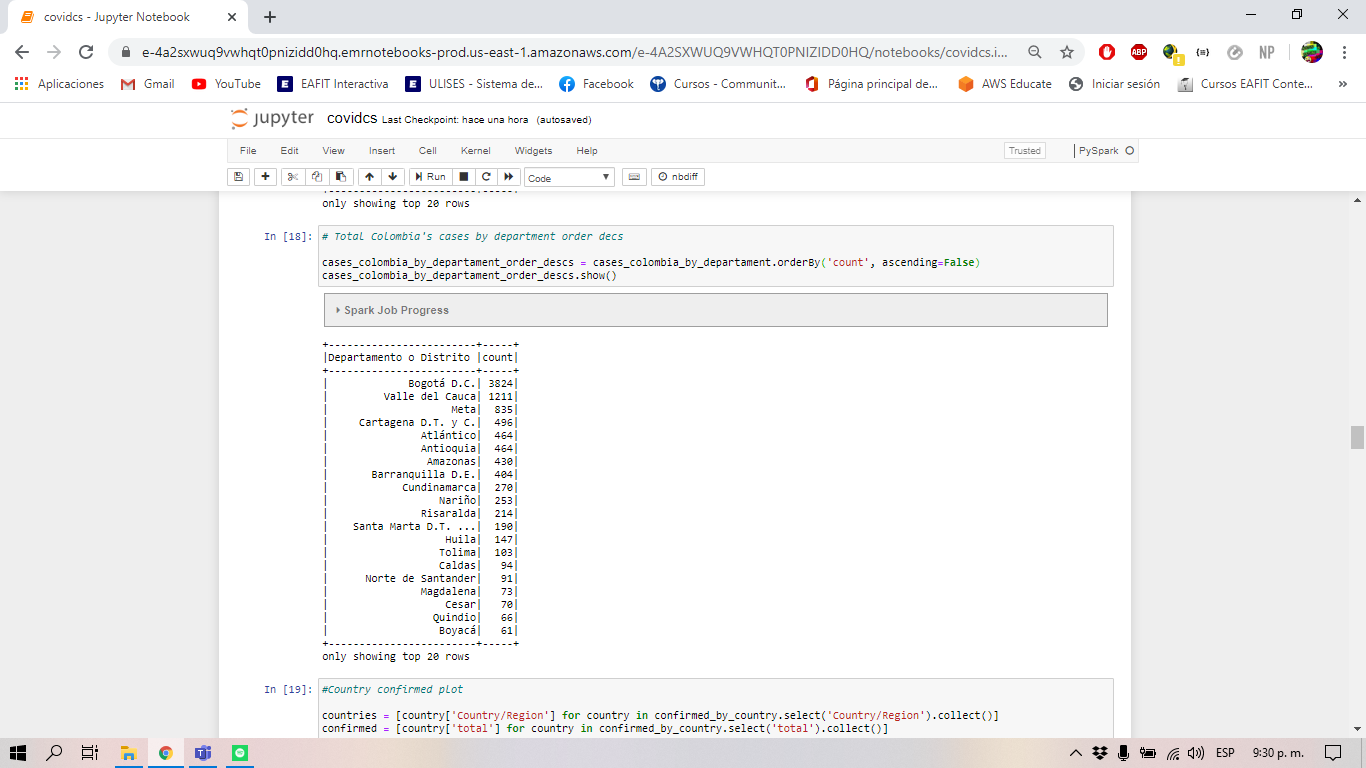 covidcs - Jupyter Notebook
e-4a2sxwuq9vwhqt0pnizidd0hq.emrnotebooks-prod.us-east-1.amazonaws.com/e-4A2SXWUQ9VWHQT0PNIZIDD0HQ/notebooks/covidcs.i...
ABP
NP
Aplicaciones Gmail YouTube EAFIT Interactiva ULISES - Sistema de... Facebook Cursos - Communit... Página principal de... AWS Educate Iniciar sesión Cursos EAFIT Conte... »
jupyter covidcs Last Checkpoint: hace una hora (autosaved)
File Edit View Insert Cell Kernel Widgets Help Trusted PySpark
Run Code nbdiff
only showing top 20 rows
In [18]: # Total Colombia's cases by department order decs
cases_colombia_by_departament_order_descs = cases_colombia_by_departament.orderBy('count', ascending=False)
cases_colombia_by_departament_order_descs.show()
Spark Job Progress
+------------------------+-----+
|Departamento o Distrito |count|
+------------------------+-----+
| Bogotá D.C.| 3824|
| Valle del Cauca| 1211|
| Meta| 835|
| Cartagena D.T. y C.| 496|
| Atlántico| 464|
| Antioquia| 464|
| Amazonas| 430|
| Barranquilla D.E.| 404|
| Cundinamarca| 270|
| Nariño| 253|
| Risaralda| 214|
| Santa Marta D.T. ...| 190|
| Huila| 147|
| Tolima| 103|
| Caldas| 94|
| Norte de Santander| 91|
| Magdalena| 73|
| Cesar| 70|
| Quindio| 66|
| Boyacá| 61|
+------------------------+-----+
only showing top 20 rows
In [19]: #Country confirmed plot
countries = [country['Country/Region'] for country in confirmed_by_country.select('Country/Region').collect()]
confirmed = [country['total'] for country in confirmed_by_country.select('total').collect()]
ESP 9:30 p. m.